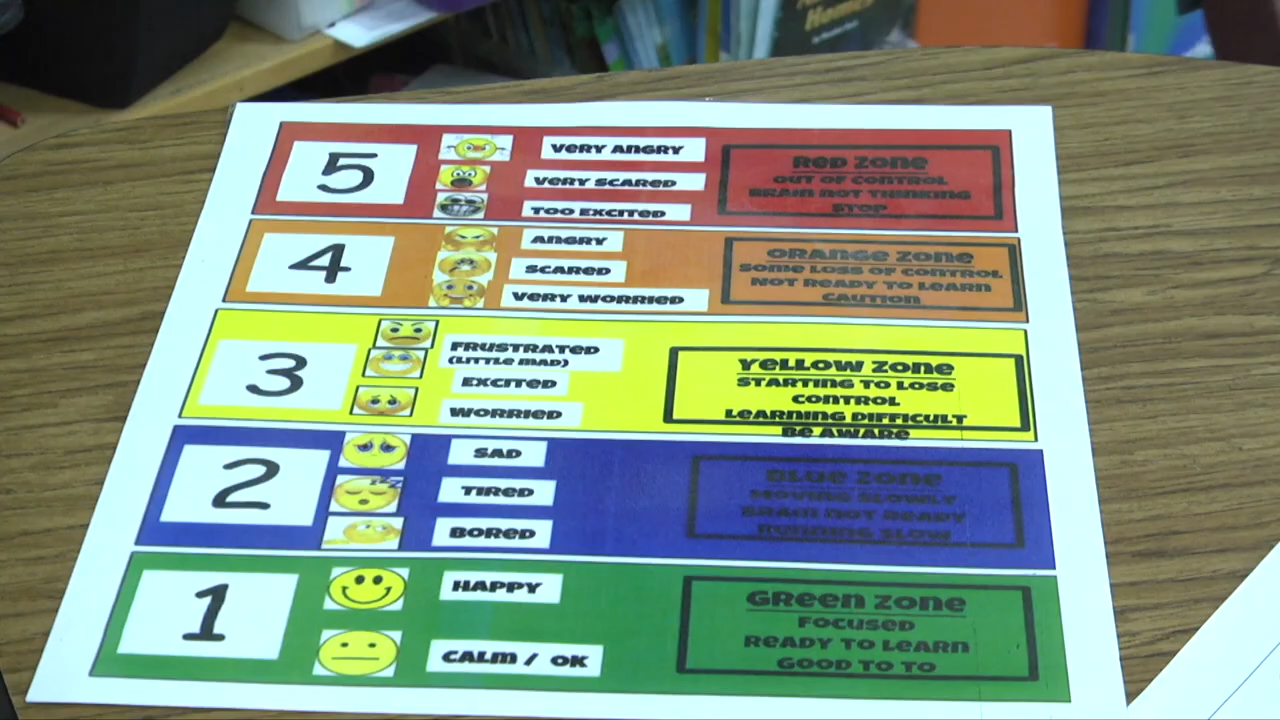 Homes
5
VERY ANGRY
VERY SCARED
TOO EXCITED
RED ZONE
OUT OF CONTROL
BRAIN NOT THINKING
STOP
4
ANGRY
SCARED
VERY WORRIED
ORANGE ZONE
SOME LOSS OF CONTROL
NOT READY TO LEARN
CAUTION
3
FRUSTRATED
(LITTLE MAD)
EXCITED
WORRIED
YELLOW ZONE
STARTING TO LOSE
CONTROL
LEARNING DIFFICULT
BE AWARE
2
SAD
TIRED
BORED
BLUE ZONE
MOVING SLOWLY
BRAIN NOT READY
RUNNING SLOW
1
HAPPY
CALM / OK
GREEN ZONE
FOCUSED
READY TO LEARN
GOOD TO TO